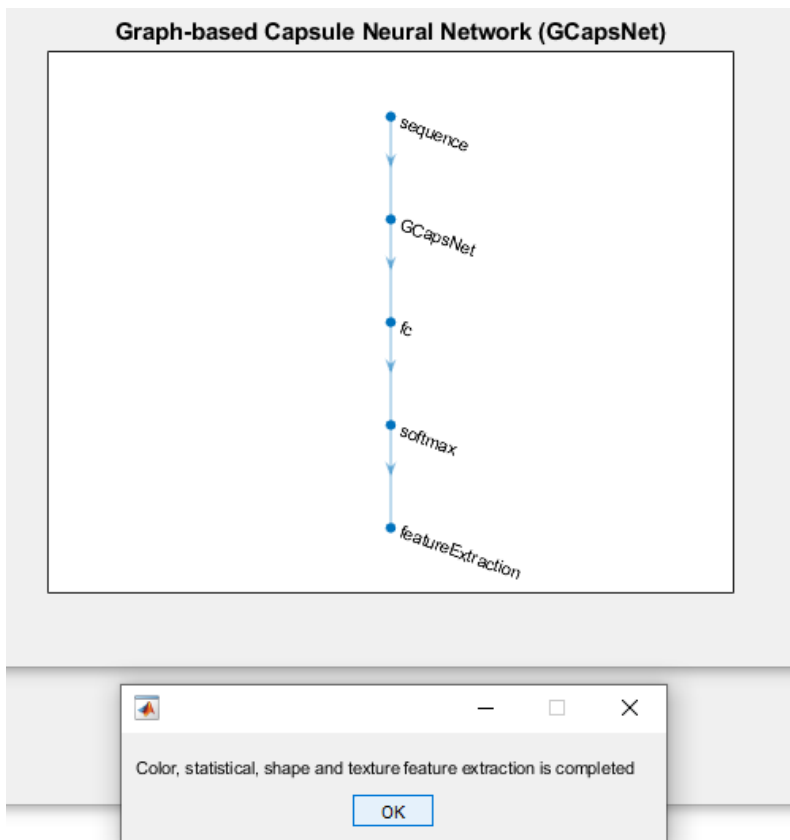 Graph-based Capsule Neural Network (GCapsNet)
sequence
GCapsNet
fc
softmax
featureExtraction
Color, statistical, shape and texture feature extraction is completed
OK